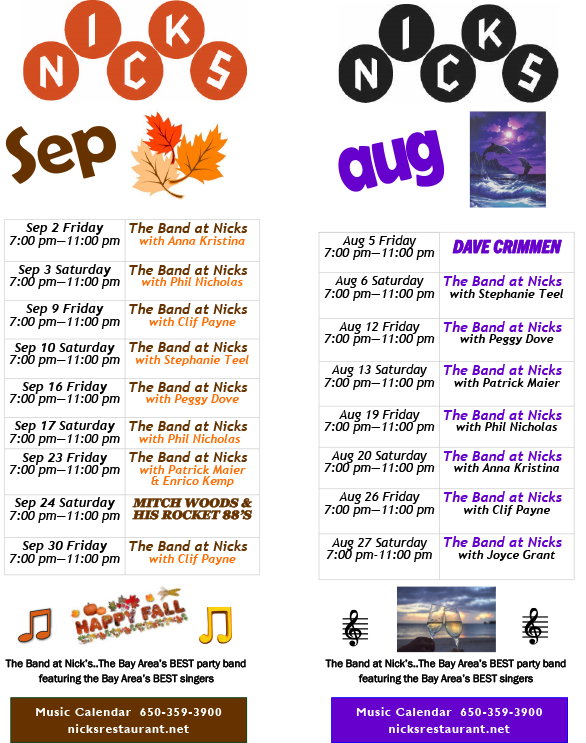 NICKS
Sep
Sep 2 Friday
7:00 pm—11:00 pm
The Band at Nicks
with Anna Kristina
Sep 3 Saturday
7:00 pm—11:00 pm
The Band at Nicks
with Phil Nicholas
Sep 9 Friday
7:00 pm—11:00 pm
The Band at Nicks
with Clif Payne
Sep 10 Saturday
7:00 pm—11:00 pm
The Band at Nicks
with Stephanie Teel
Sep 16 Friday
7:00 pm—11:00 pm
The Band at Nicks
with Peggy Dove
Sep 17 Saturday
7:00 pm—11:00 pm
The Band at Nicks
with Phil Nicholas
Sep 23 Friday
7:00 pm—11:00 pm
The Band at Nicks
with Patrick Maier
& Enrico Kemp
Sep 24 Saturday
7:00 pm—11:00 pm
MITCH WOODS &
HIS ROCKET 88'S
Sep 30 Friday
7:00 pm—11:00 pm
The Band at Nicks
with Clif Payne
HAPPY FALL
The Band at Nick's..The Bay Area's BEST party band
featuring the Bay Area's BEST singers
Music Calendar 650-359-3900
nicksrestaurant.net
NICKS
aug
Aug 5 Friday
7:00 pm—11:00 pm
DAVE CRIMMEN
Aug 6 Saturday
7:00 pm—11:00 pm
The Band at Nicks
with Stephanie Teel
Aug 12 Friday
7:00 pm—11:00 pm
The Band at Nicks
with Peggy Dove
Aug 13 Saturday
7:00 pm—11:00 pm
The Band at Nicks
with Patrick Maier
Aug 19 Friday
7:00 pm—11:00 pm
The Band at Nicks
with Phil Nicholas
Aug 20 Saturday
7:00 pm—11:00 pm
The Band at Nicks
with Anna Kristina
Aug 26 Friday
7:00 pm—11:00 pm
The Band at Nicks
with Clif Payne
Aug 27 Saturday
7:00 pm-11:00 pm
The Band at Nicks
with Joyce Grant
The Band at Nick's..The Bay Area's BEST party band
featuring the Bay Area's BEST singers
Music Calendar 650-359-3900
nicksrestaurant.net